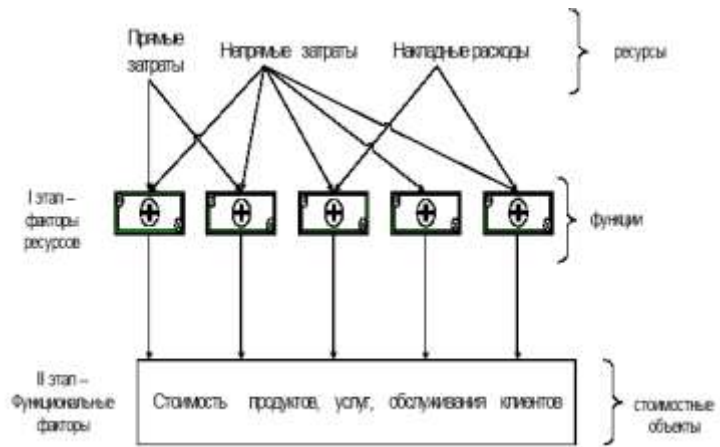 Прямые
затраты
Непрямые затраты
Накладные расходы
ресурсы
I этап –
факторы
ресурсов
функции
II этап –
Функциональные
факторы
Стоимость продуктов, услуг, обслуживания клиентов
стоимостные
объекты